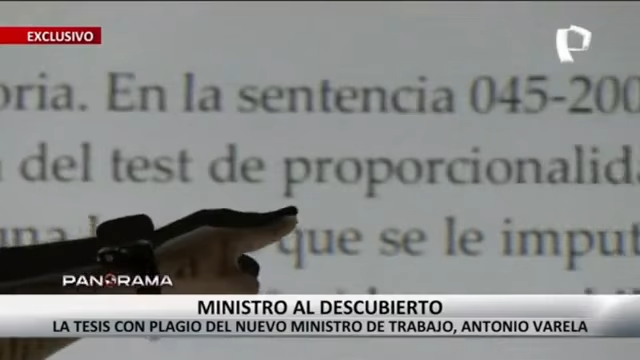 EXCLUSIVO
oria. En la sentencia 045-200
del test de proporcionalida
que se le imput
PANORAMA
MINISTRO AL DESCUBIERTO
LA TESIS CON PLAGIO DEL NUEVO MINISTRO DE TRABAJO, ANTONIO VARELA